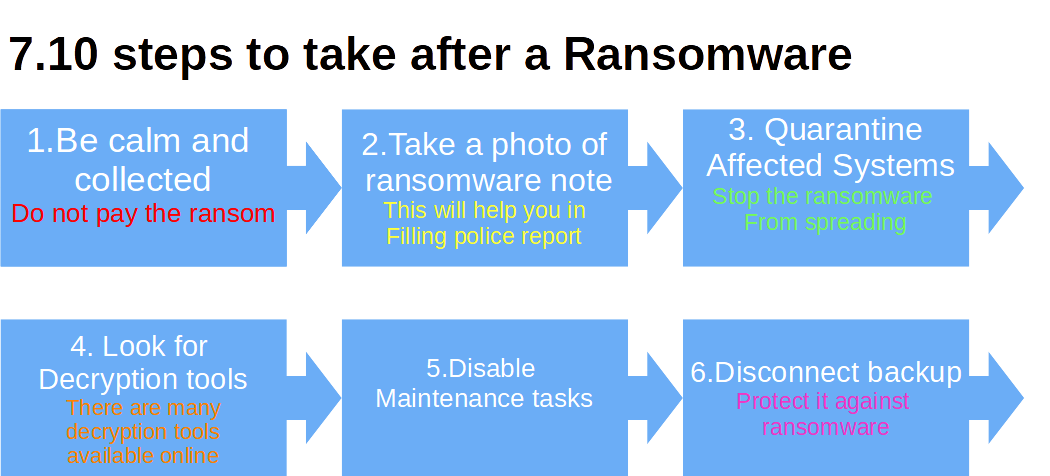 7.10 steps to take after a Ransomware
1.Be calm and
collected
Do not pay the ransom
2.Take a photo of
ransomware note
This will help you in
Filling police report
3. Quarantine
Affected Systems
Stop the ransomware
From spreading
4. Look for
Decryption tools
There are many
decryption tools
available online
5.Disable
Maintenance tasks
6.Disconnect backup
Protect it against
ransomware